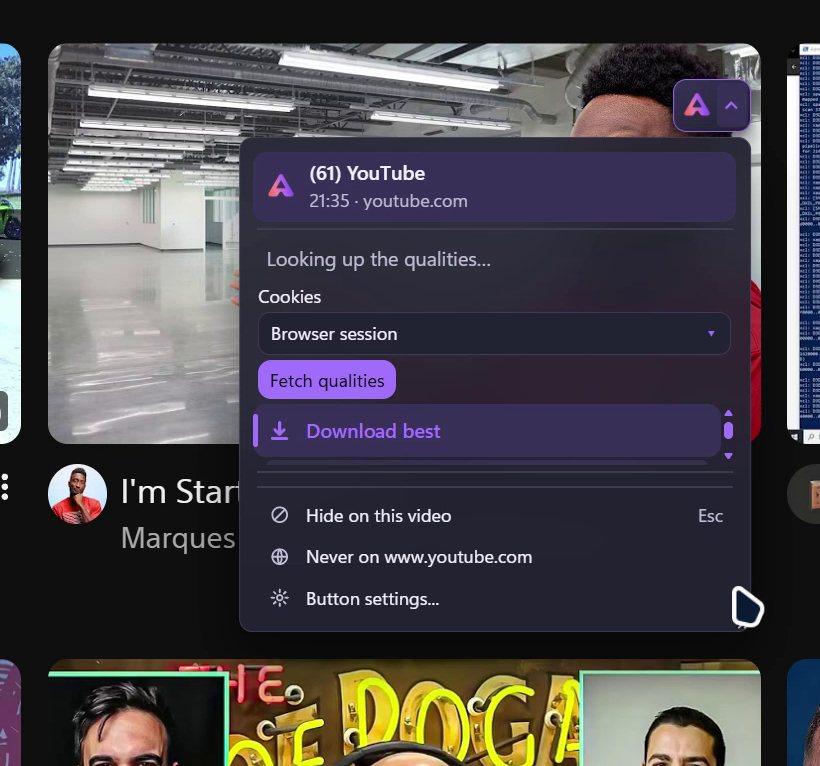 (61) YouTube
21:35 · youtube.com
Looking up the qualities...
Cookies
Browser session
Fetch qualities
Download best
I'm Start
Marques
Hide on this video Esc
Never on www.youtube.com
Button settings...
THE